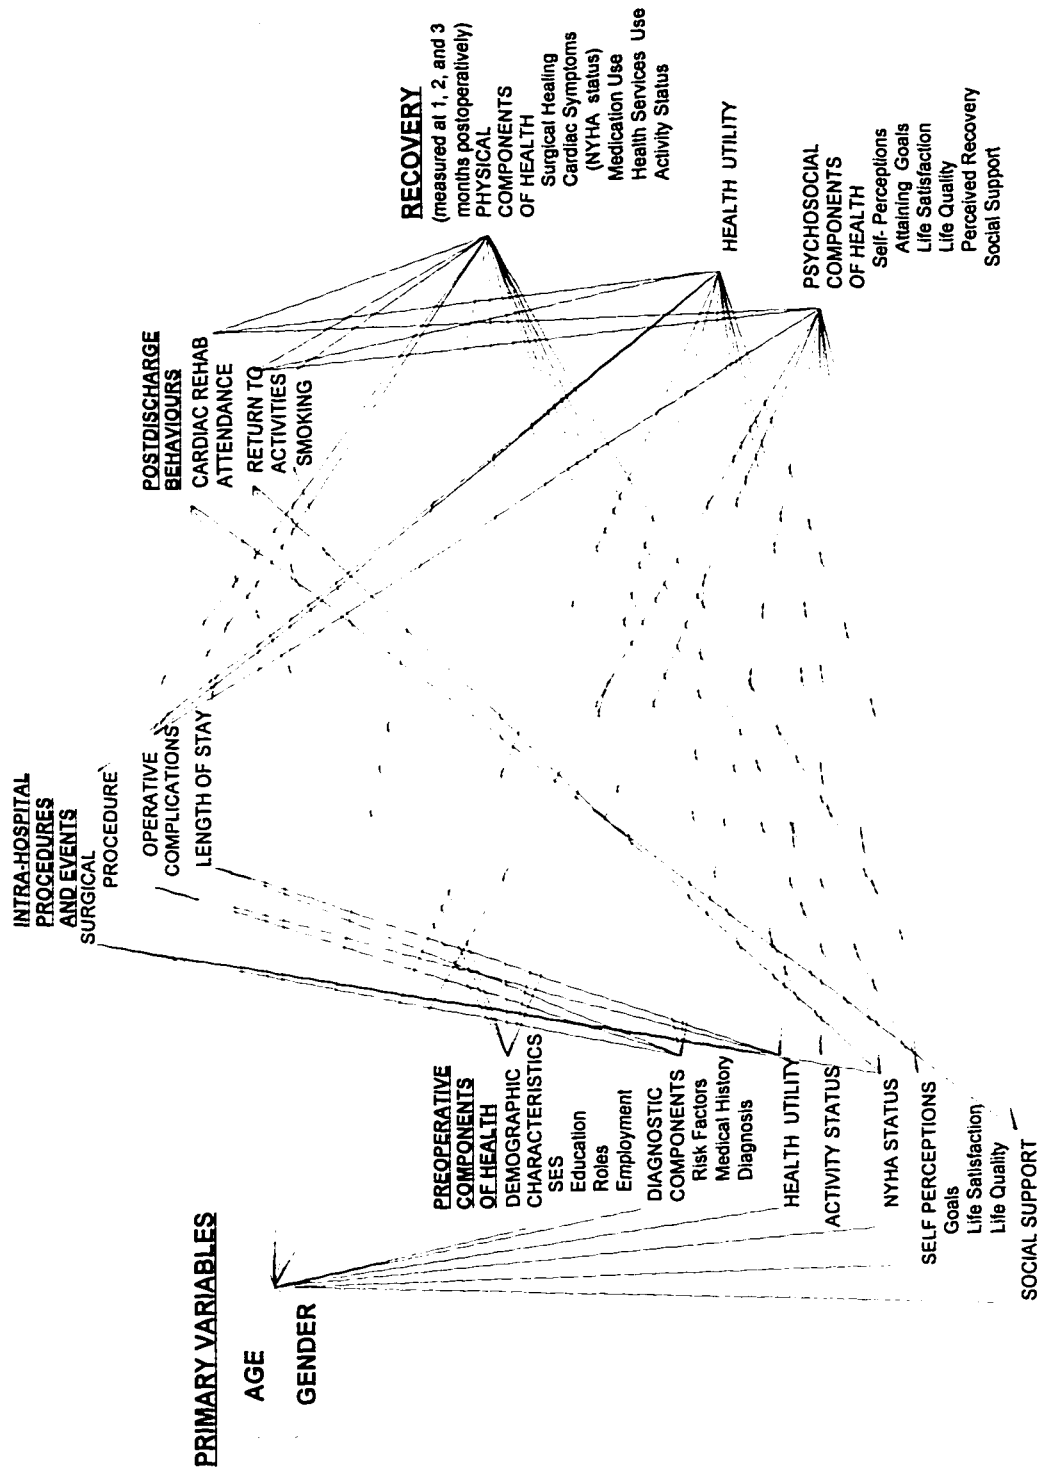 PRIMARY VARIABLES
AGE
GENDER
PREOPERATIVE
COMPONENTS
OF HEALTH
DEMOGRAPHIC
CHARACTERISTICS
SES
Education
Roles
Employment
DIAGNOSTIC
COMPONENTS
Risk Factors
Medical History
Diagnosis
HEALTH UTILITY
ACTIVITY STATUS
NYHA STATUS
SELF PERCEPTIONS
Goals
Life Satisfaction
Life Quality
SOCIAL SUPPORT
INTRA-HOSPITAL
PROCEDURES
AND EVENTS
SURGICAL
PROCEDURE
OPERATIVE
COMPLICATIONS
LENGTH OF STAY
POSTDISCHARGE
BEHAVIOURS
CARDIAC REHAB
ATTENDANCE
RETURN TO
ACTIVITIES
SMOKING
RECOVERY
(measured at 1, 2, and 3
months postoperatively)
PHYSICAL
COMPONENTS
OF HEALTH
Surgical Healing
Cardiac Symptoms
(NYHA status)
Medication Use
Health Services Use
Activity Status
HEALTH UTILITY
PSYCHOSOCIAL
COMPONENTS
OF HEALTH
Self- Perceptions
Attaining Goals
Life Satisfaction
Life Quality
Perceived Recovery
Social Support